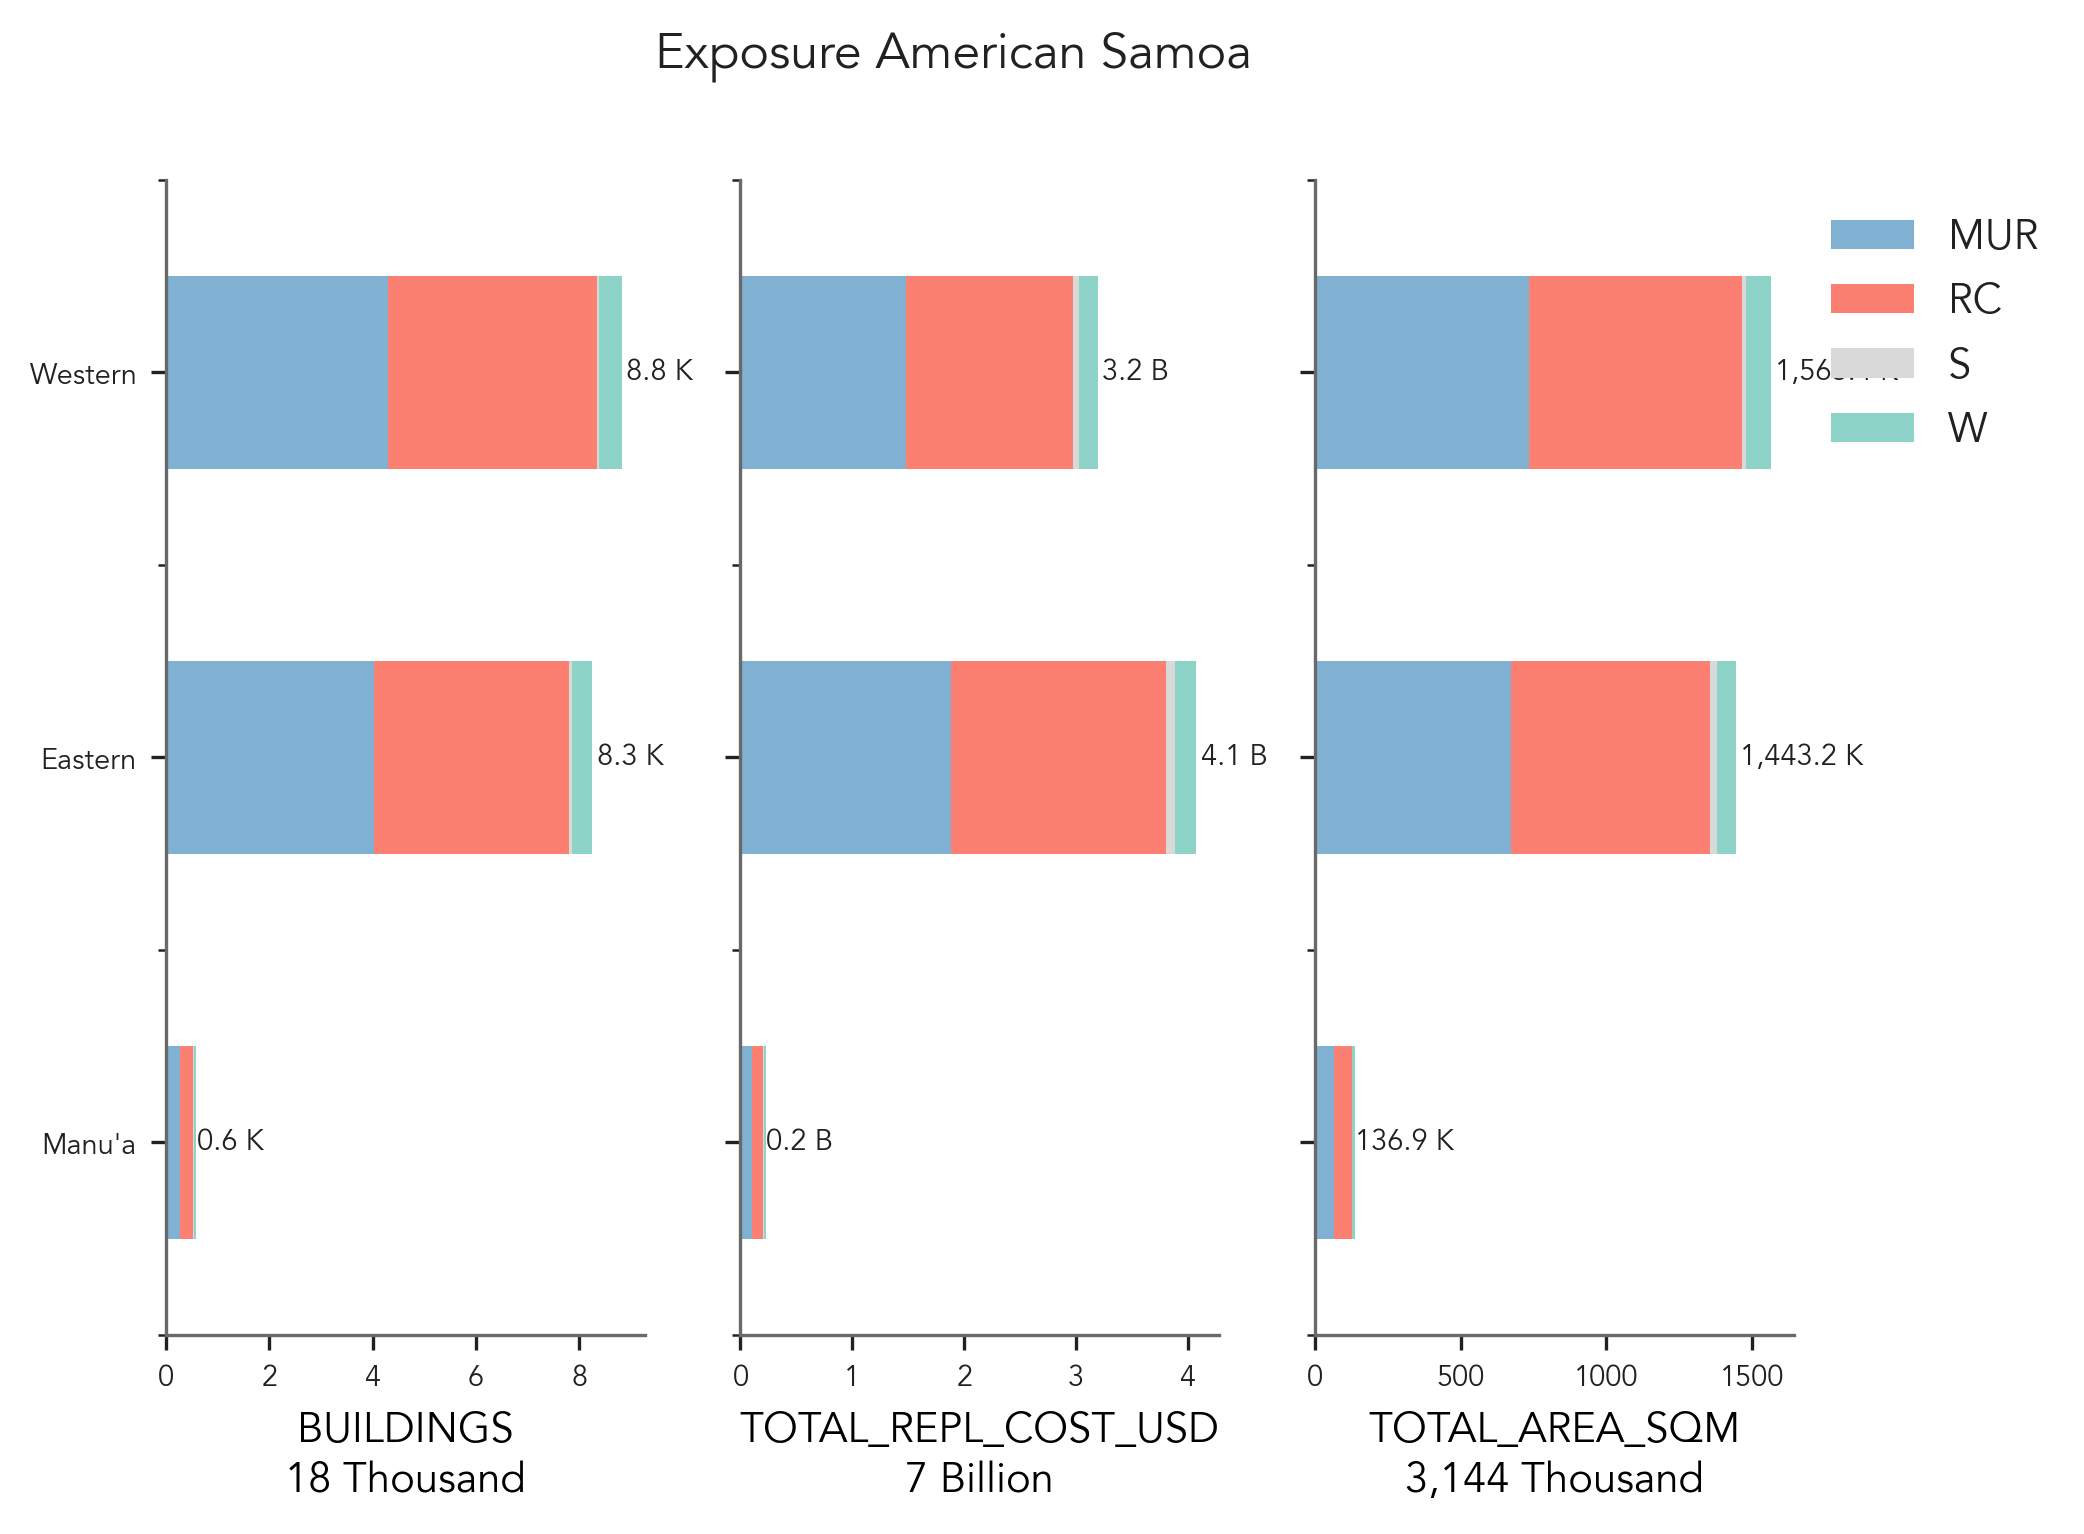 Exposure American Samoa
MUR
RC
S
W
Western
8.8 K
3.2 B
Eastern
8.3 K
4.1 B
1,443.2 K
Manu'a
0.6 K
0.2 B
136.9 K
0 2 4 6 8
0 1 2 3 4
0 500 1000 1500
BUILDINGS
18 Thousand
TOTAL_REPL_COST_USD
7 Billion
TOTAL_AREA_SQM
3,144 Thousand